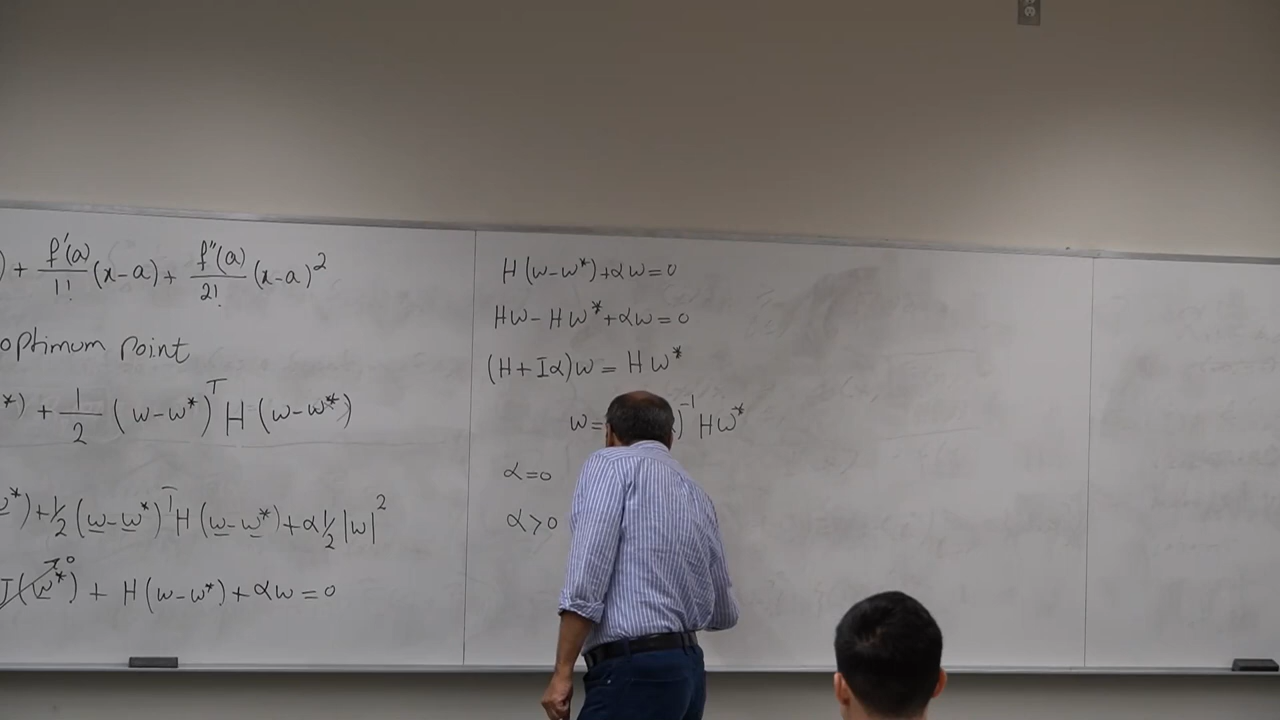 ) + f'(a)/1! (x-a) + f''(a)/2! (x-a)^2
optimum point
*) + 1/2 (w-w*)^T H (w-w*)
w*) + 1/2 (w-w*)^T H (w-w*) + α 1/2 |w|^2
J(w*) →0 + H(w-w*) + αw = 0
H(w-w*)+αw=0
Hw-Hw*+αw=0
(H+Iα)w = Hw*
w= )^-1 Hw*
α=0
α>0